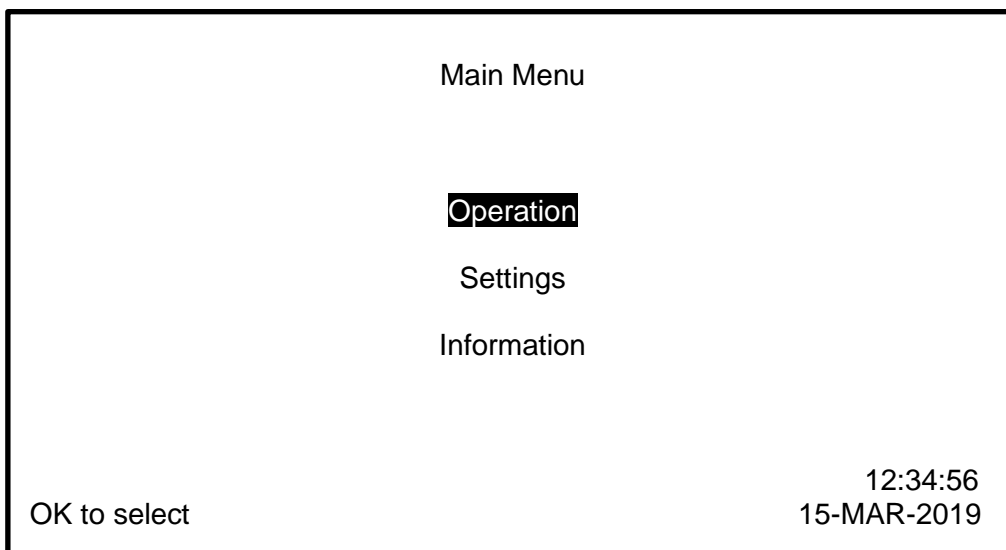 Main Menu
Operation
Settings
Information
12:34:56
OK to select 15-MAR-2019